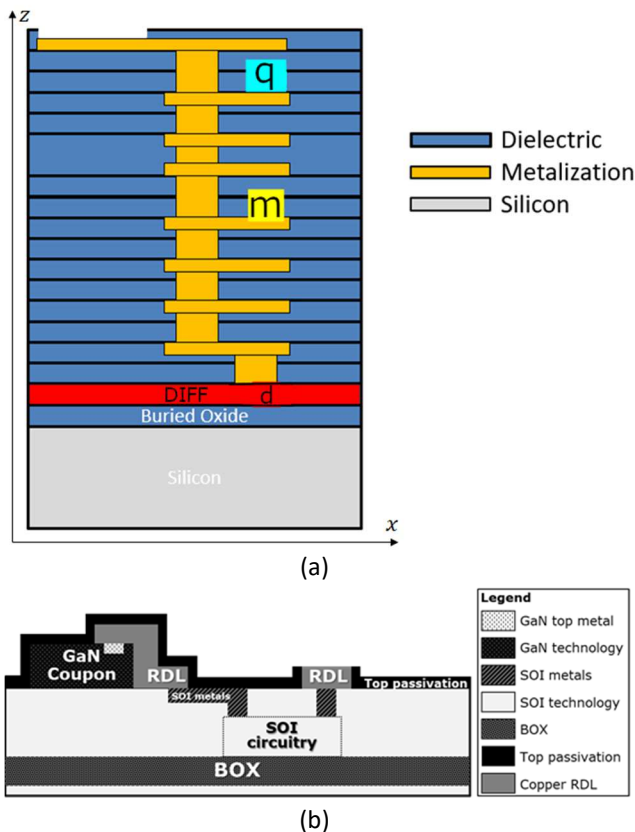 z
q
Dielectric
Metalization
m
Silicon
DIFF d
Buried Oxide
Silicon
x
(a)
Legend
GaN top metal
GaN technology
SOI metals
SOI technology
BOX
Top passivation
Copper RDL
GaN
Coupon
RDL
RDL
Top passivation
SOI metals
SOI
circuitry
BOX
(b)